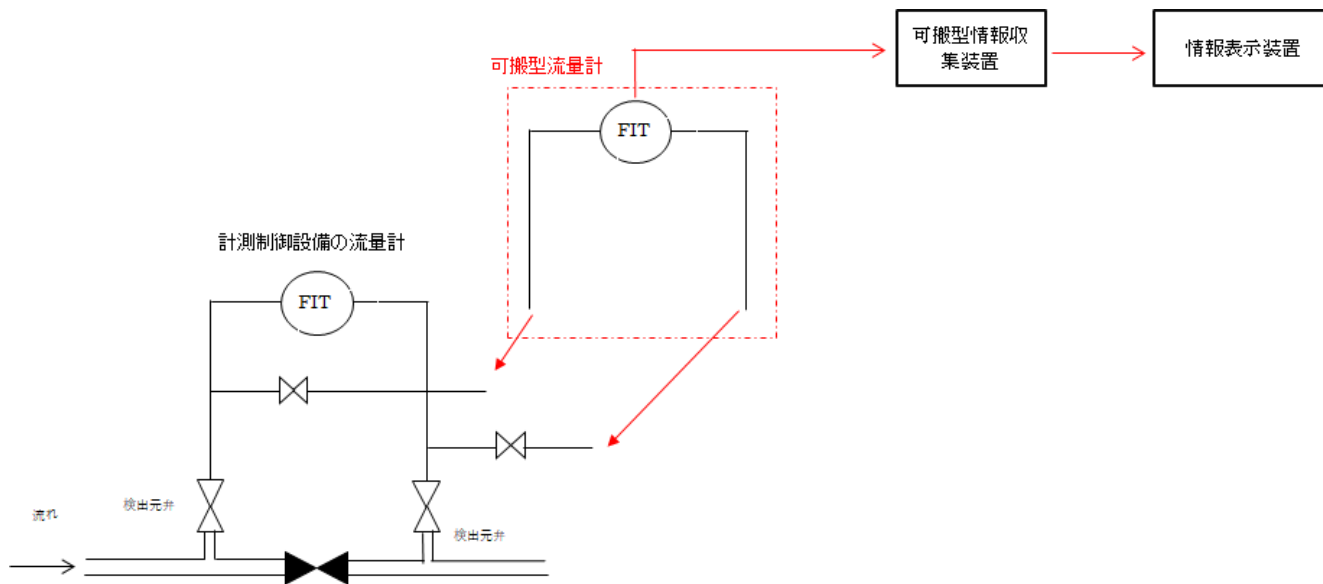 可搬型情報収
集装置
情報表示装置
可搬型流量計
FIT
計測制御設備の流量計
FIT
検出元弁
流れ
検出元弁